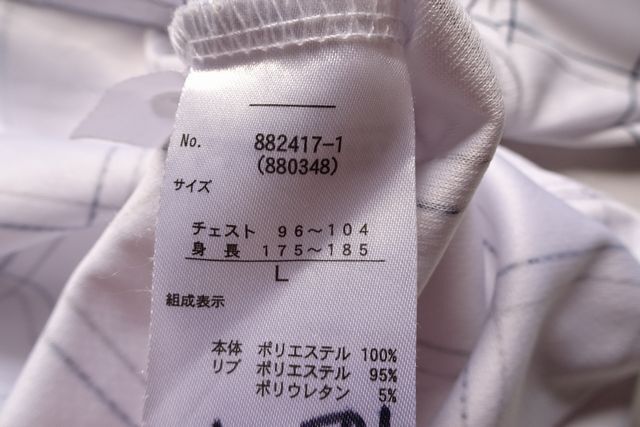 No. 882417-1
(880348)
サイズ
チェスト 96～104
身長 175～185
L
組成表示
本体 ポリエステル 100%
リブ ポリエステル 95%
ポリウレタン 5%